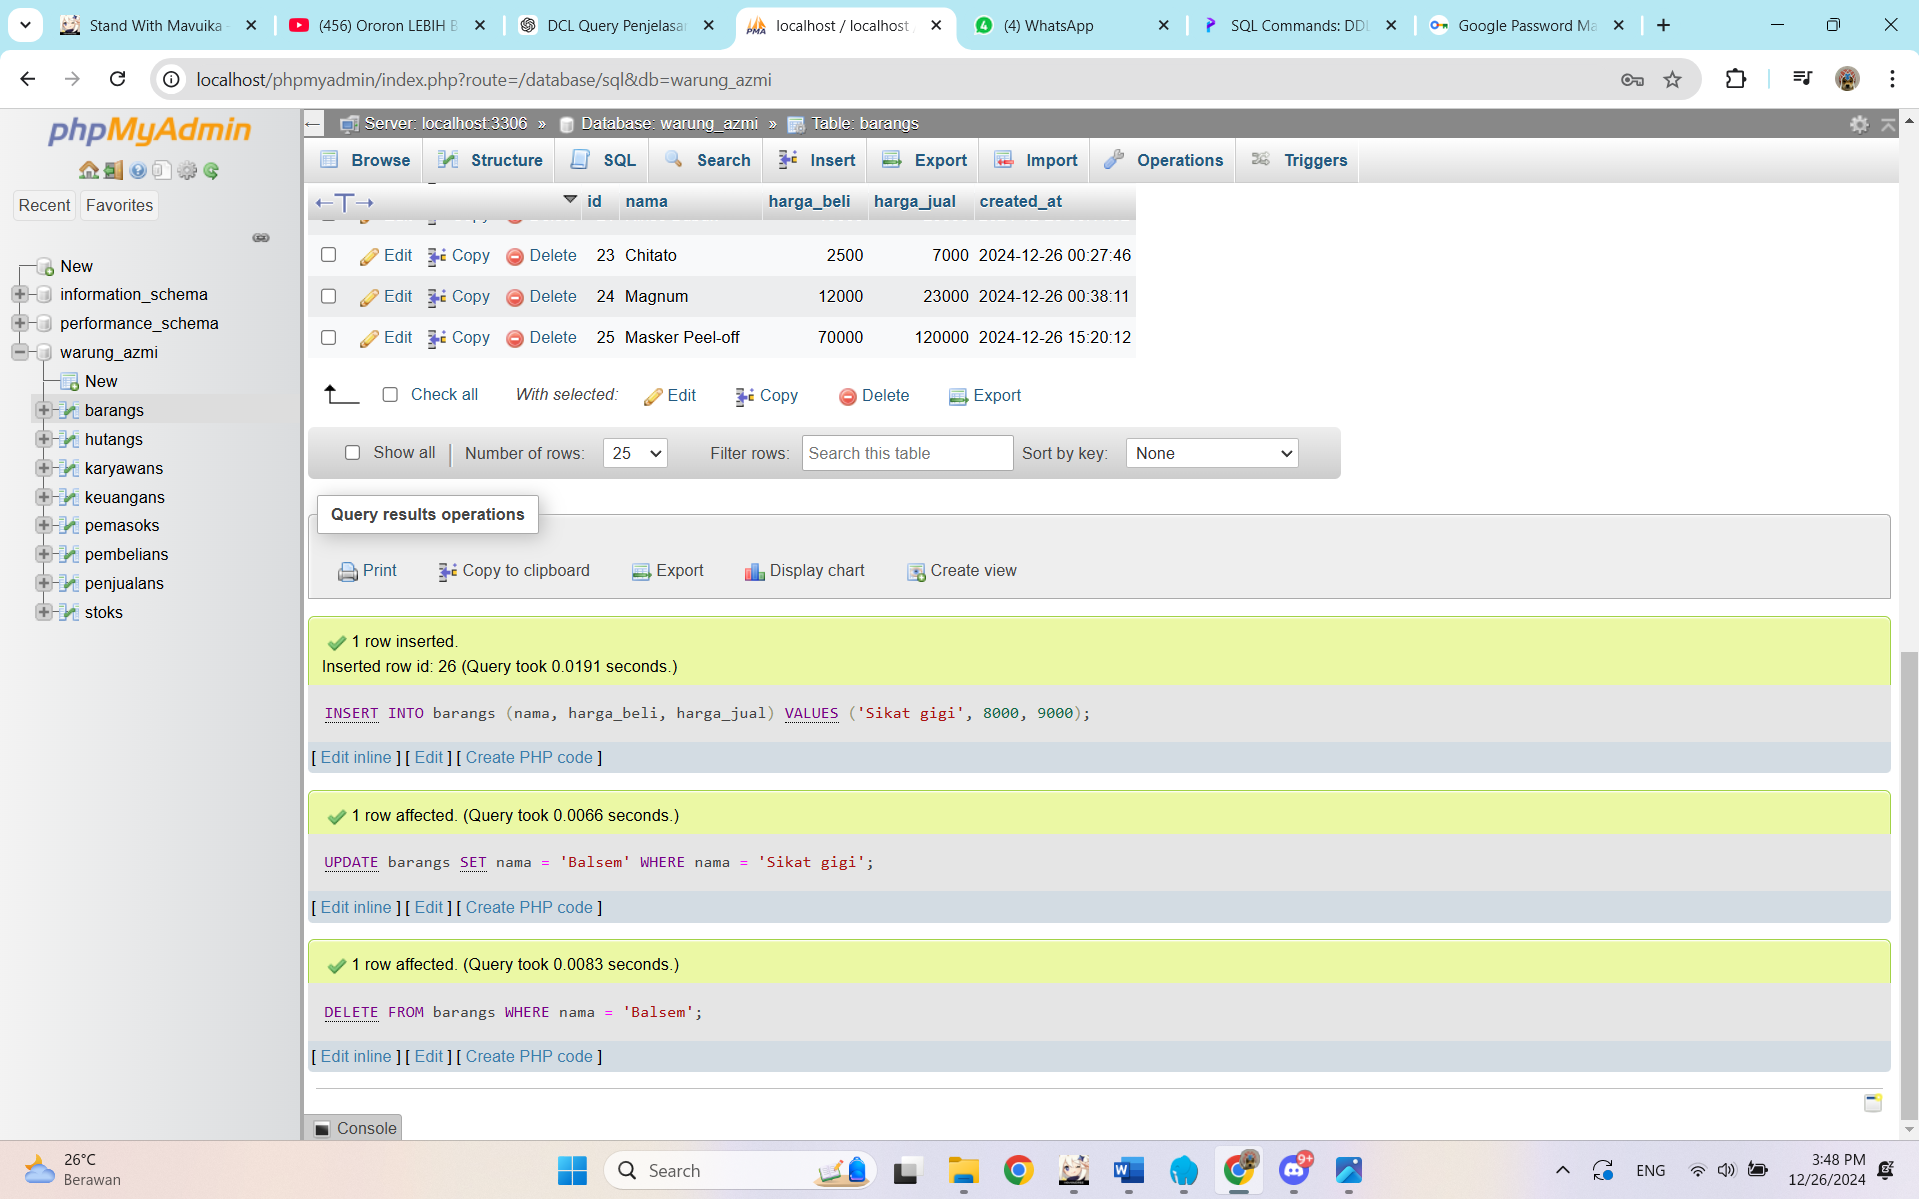 Stand With Mavuika -
(456) Ororon LEBIH B
DCL Query Penjelasan
localhost / localhost /
(4) WhatsApp
SQL Commands: DDL
Google Password Ma
localhost/phpmyadmin/index.php?route=/database/sql&db=warung_azmi
phpMyAdmin
Recent Favorites
New
information_schema
performance_schema
warung_azmi
New
barangs
hutangs
karyawans
keuangans
pemasoks
pembelians
penjualans
stoks
Server: localhost:3306 » Database: warung_azmi » Table: barangs
Browse Structure SQL Search Insert Export Import Operations Triggers
id nama harga_beli harga_jual created_at
Edit Copy Delete 23 Chitato 2500 7000 2024-12-26 00:27:46
Edit Copy Delete 24 Magnum 12000 23000 2024-12-26 00:38:11
Edit Copy Delete 25 Masker Peel-off 70000 120000 2024-12-26 15:20:12
Check all With selected: Edit Copy Delete Export
Show all Number of rows: 25 Filter rows: Search this table Sort by key: None
Query results operations
Print Copy to clipboard Export Display chart Create view
1 row inserted.
Inserted row id: 26 (Query took 0.0191 seconds.)
INSERT INTO barangs (nama, harga_beli, harga_jual) VALUES ('Sikat gigi', 8000, 9000);
[ Edit inline ] [ Edit ] [ Create PHP code ]
1 row affected. (Query took 0.0066 seconds.)
UPDATE barangs SET nama = 'Balsem' WHERE nama = 'Sikat gigi';
[ Edit inline ] [ Edit ] [ Create PHP code ]
1 row affected. (Query took 0.0083 seconds.)
DELETE FROM barangs WHERE nama = 'Balsem';
[ Edit inline ] [ Edit ] [ Create PHP code ]
Console
26°C
Berawan
Search
9+
ENG
3:48 PM
12/26/2024